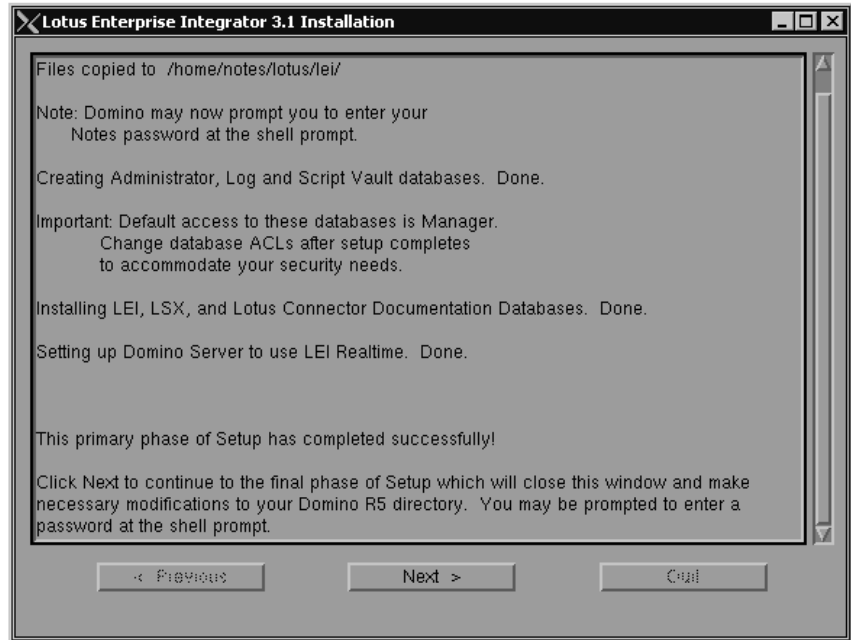 Lotus Enterprise Integrator 3.1 Installation
Files copied to /home/notes/lotus/lei/
Note: Domino may now prompt you to enter your
Notes password at the shell prompt.
Creating Administrator, Log and Script Vault databases. Done.
Important: Default access to these databases is Manager.
Change database ACLs after setup completes
to accommodate your security needs.
Installing LEI, LSX, and Lotus Connector Documentation Databases. Done.
Setting up Domino Server to use LEI Realtime. Done.
This primary phase of Setup has completed successfully!
Click Next to continue to the final phase of Setup which will close this window and make
necessary modifications to your Domino R5 directory. You may be prompted to enter a
password at the shell prompt.
< Previous
Next >